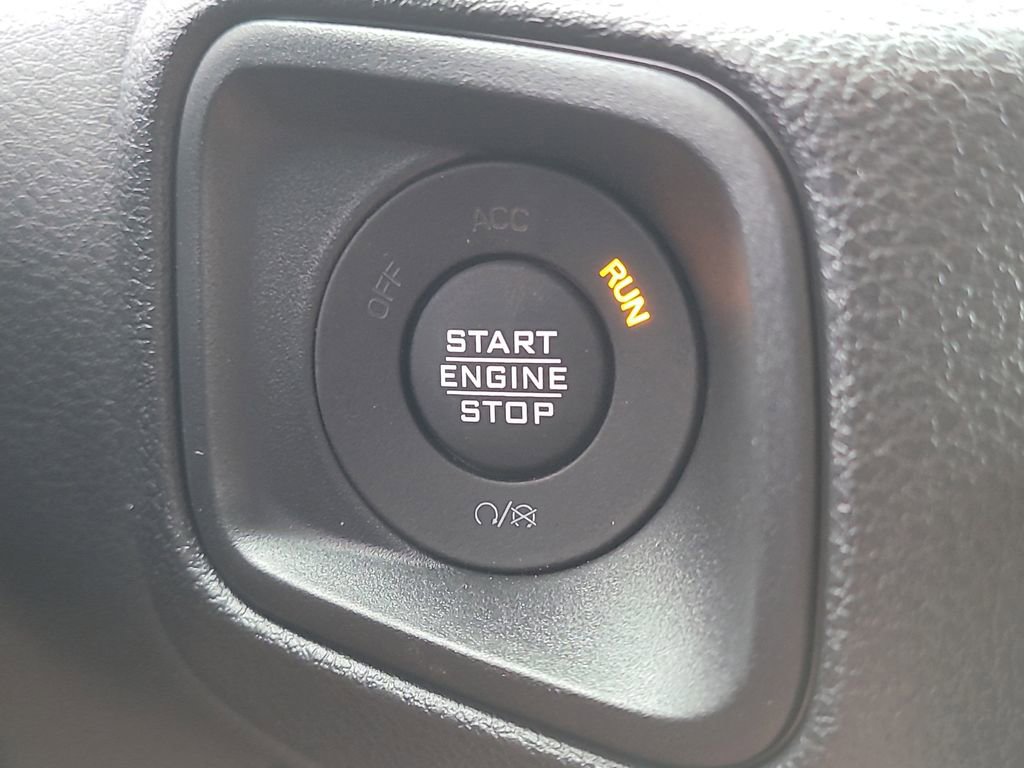 ACC
OFF
RUN
START
ENGINE
STOP